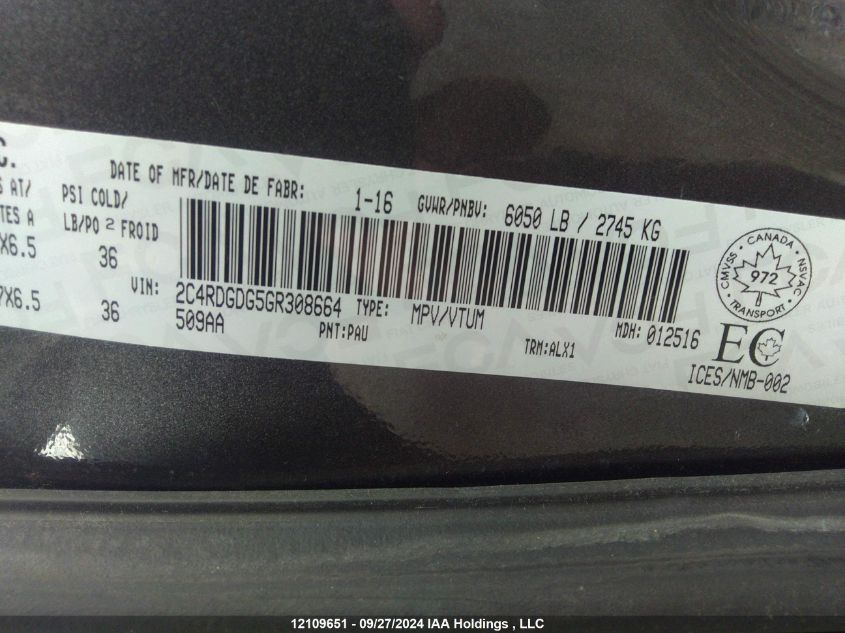 C.
S AT/
TES A
X6.5
7X6.5
DATE OF MFR/DATE DE FABR: 1-16 GVWR/PNBV: 6050 LB / 2745 KG
PSI COLD/
LB/PO 2 FROID
36
36
VIN: 2C4RDGDG5GR308664 TYPE: MPV/VTUM MDH: 012516
509AA PNT:PAU TRM:ALX1
CMVSS CANADA NSVAC
972
TRANSPORT
EC
ICES/NMB-002
12109651 - 09/27/2024 IAA Holdings , LLC